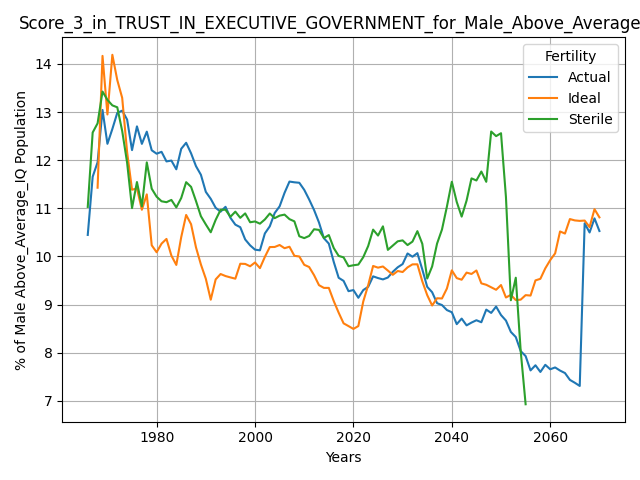 Score_3_in_TRUST_IN_EXECUTIVE_GOVERNMENT_for_Male_Above_Average
% of Male Above_Average_IQ Population
14
13
12
11
10
9
8
7
Fertility
Actual
Ideal
Sterile
1980
2000
2020
2040
2060
Years